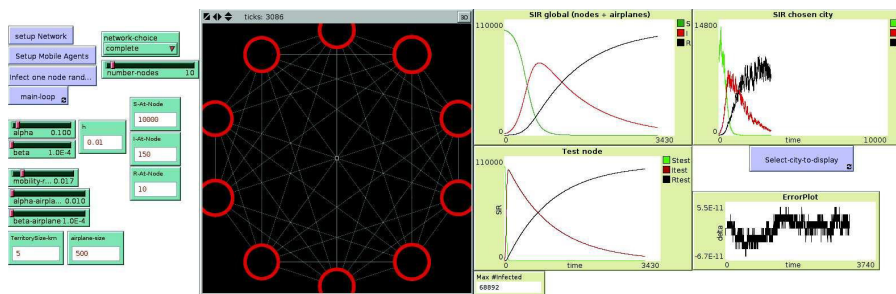 setup Network
Setup Mobile Agents
Infect one node rand...
main-loop
network-choice
complete
number-nodes 10
S-At-Node
10000
I-At-Node
150
R-At-Node
10
alpha 0.100
beta 1.0E-4
h
0.01
mobility-r... 0.017
alpha-airpla... 0.010
beta-airplane 1.0E-4
TerritorySize-km
5
airplane-size
500
ticks: 3086
3D
SIR global (nodes + airplanes)
110000
S
I
R
0
0 time 3430
SIR chosen city
14800
0
0 time 10000
Test node
110000
SIR
Stest
Itest
Rtest
0
0 time 3430
Max #Infected
68892
Select-city-to-display
ErrorPlot
5.5E-11
delta
-6.7E-11
0 time 3740